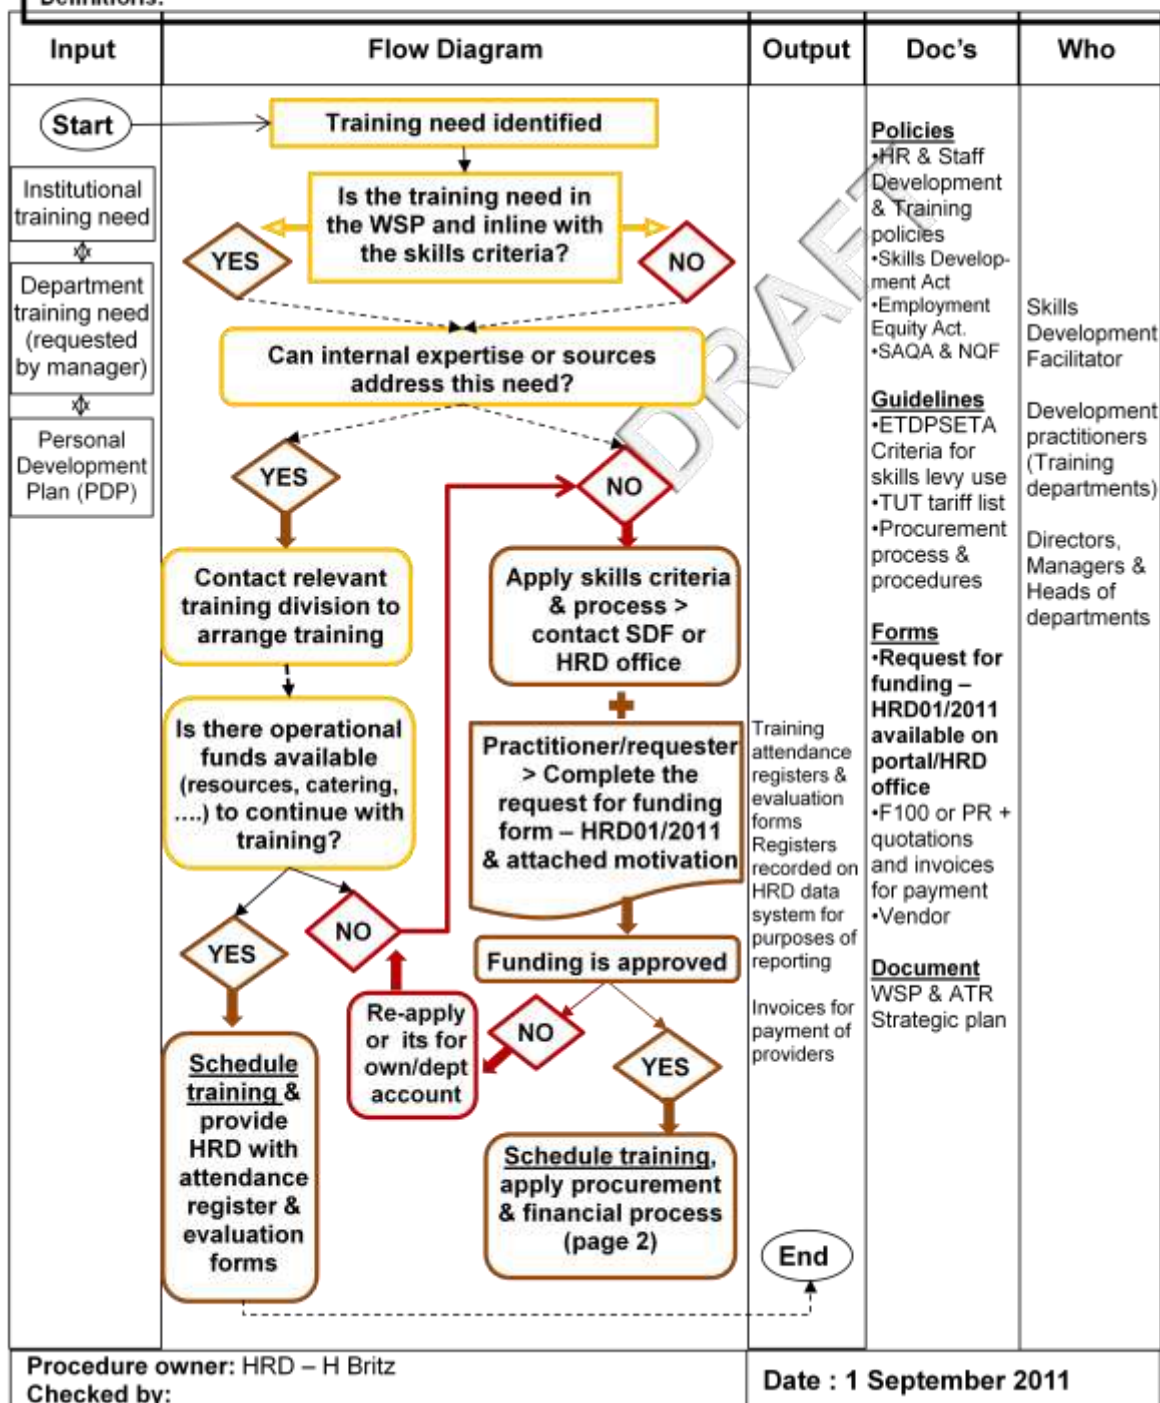 Definitions:
Input
Flow Diagram
Output
Doc's
Who
Start
Institutional
training need
Department
training need
(requested
by manager)
Personal
Development
Plan (PDP)
Training need identified
Is the training need in
the WSP and inline with
the skills criteria?
YES
NO
Can internal expertise or sources
address this need?
YES
NO
Contact relevant
training division to
arrange training
Apply skills criteria
& process >
contact SDF or
HRD office
Is there operational
funds available
(resources, catering,
….) to continue with
training?
Practitioner/requester
> Complete the
request for funding
form – HRD01/2011
& attached motivation
YES
NO
Funding is approved
Re-apply
or its for
own/dept
account
NO
YES
Schedule
training &
provide
HRD with
attendance
register &
evaluation
forms
Schedule training,
apply procurement
& financial process
(page 2)
Training
attendance
registers &
evaluation
forms
Registers
recorded on
HRD data
system for
purposes of
reporting
Invoices for
payment of
providers
End
Policies
•HR & Staff
Development
& Training
policies
•Skills Develop-
ment Act
•Employment
Equity Act.
•SAQA & NQF
Guidelines
•ETDPSETA
Criteria for
skills levy use
•TUT tariff list
•Procurement
process &
procedures
Forms
•Request for
funding –
HRD01/2011
available on
portal/HRD
office
•F100 or PR +
quotations
and invoices
for payment
•Vendor
Document
WSP & ATR
Strategic plan
Skills
Development
Facilitator
Development
practitioners
(Training
departments)
Directors,
Managers &
Heads of
departments
DRAFT
Procedure owner: HRD – H Britz
Checked by:
Date : 1 September 2011